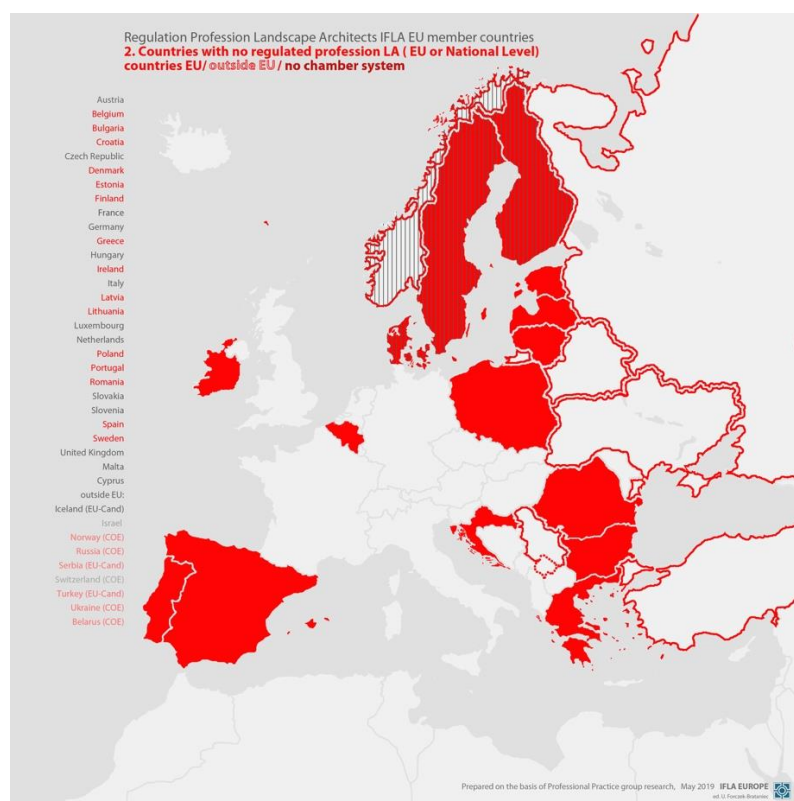 Regulation Profession Landscape Architects IFLA EU member countries
2. Countries with no regulated profession LA ( EU or National Level)
countries EU/ outside EU / no chamber system
Austria
Belgium
Bulgaria
Croatia
Czech Republic
Denmark
Estonia
Finland
France
Germany
Greece
Hungary
Ireland
Italy
Latvia
Lithuania
Luxembourg
Netherlands
Poland
Portugal
Romania
Slovakia
Slovenia
Spain
Sweden
United Kingdom
Malta
Cyprus
outside EU:
Iceland (EU-Cand)
Israel
Norway (COE)
Russia (COE)
Serbia (EU-Cand)
Switzerland (COE)
Turkey (EU-Cand)
Ukraine (COE)
Belarus (COE)
Prepared on the basis of Professional Practice group research, May 2019 IFLA EUROPE
ed. U. Forczek-Brataniec